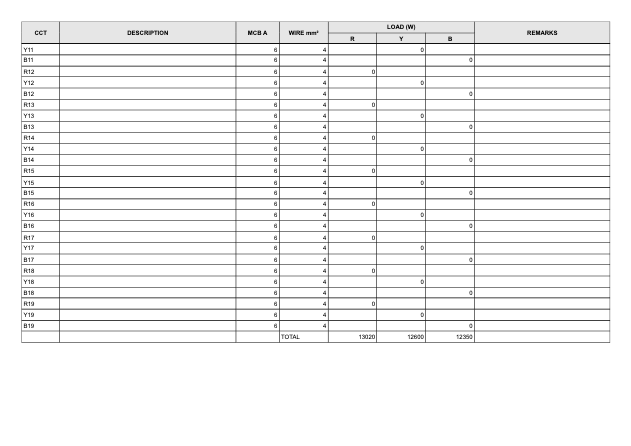 CCT DESCRIPTION MCB A WIRE mm² LOAD (W) REMARKS
R Y B
Y11 6 4 0
B11 6 4 0
R12 6 4 0
Y12 6 4 0
B12 6 4 0
R13 6 4 0
Y13 6 4 0
B13 6 4 0
R14 6 4 0
Y14 6 4 0
B14 6 4 0
R15 6 4 0
Y15 6 4 0
B15 6 4 0
R16 6 4 0
Y16 6 4 0
B16 6 4 0
R17 6 4 0
Y17 6 4 0
B17 6 4 0
R18 6 4 0
Y18 6 4 0
B18 6 4 0
R19 6 4 0
Y19 6 4 0
B19 6 4 0
TOTAL 13020 12600 12350